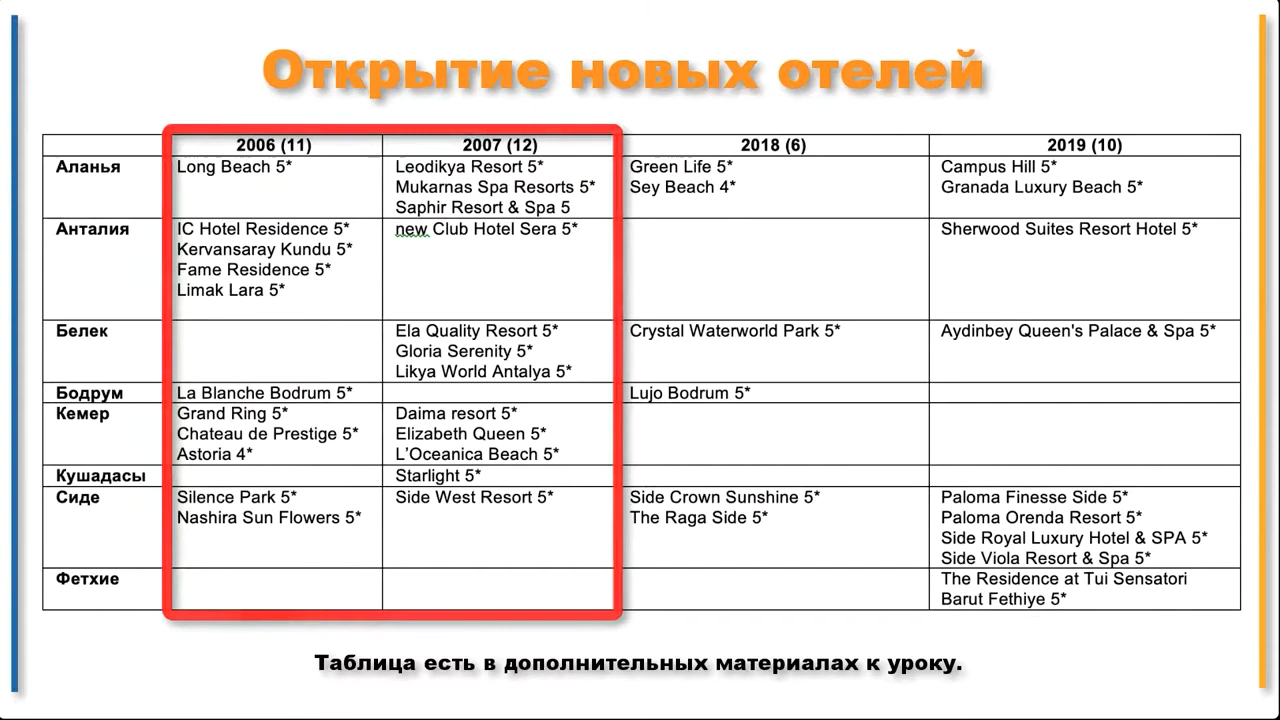 Открытие новых отелей
2006 (11) 2007 (12) 2018 (6) 2019 (10)
Аланья Long Beach 5* Leodikya Resort 5* Green Life 5* Campus Hill 5*
Mukarnas Spa Resorts 5* Sey Beach 4* Granada Luxury Beach 5*
Saphir Resort & Spa 5
Анталия IC Hotel Residence 5* new Club Hotel Sera 5* Sherwood Suites Resort Hotel 5*
Kervansaray Kundu 5*
Fame Residence 5*
Limak Lara 5*
Белек Ela Quality Resort 5* Crystal Waterworld Park 5* Aydinbey Queen's Palace & Spa 5*
Gloria Serenity 5*
Likya World Antalya 5*
Бодрум La Blanche Bodrum 5* Lujo Bodrum 5*
Кемер Grand Ring 5* Daima resort 5*
Chateau de Prestige 5* Elizabeth Queen 5*
Astoria 4* L’Oceanica Beach 5*
Кушадасы Starlight 5*
Сиде Silence Park 5* Side West Resort 5* Side Crown Sunshine 5* Paloma Finesse Side 5*
Nashira Sun Flowers 5* The Raga Side 5* Paloma Orenda Resort 5*
Side Royal Luxury Hotel & SPA 5*
Side Viola Resort & Spa 5*
Фетхие The Residence at Tui Sensatori
Barut Fethiye 5*
Таблица есть в дополнительных материалах к уроку.